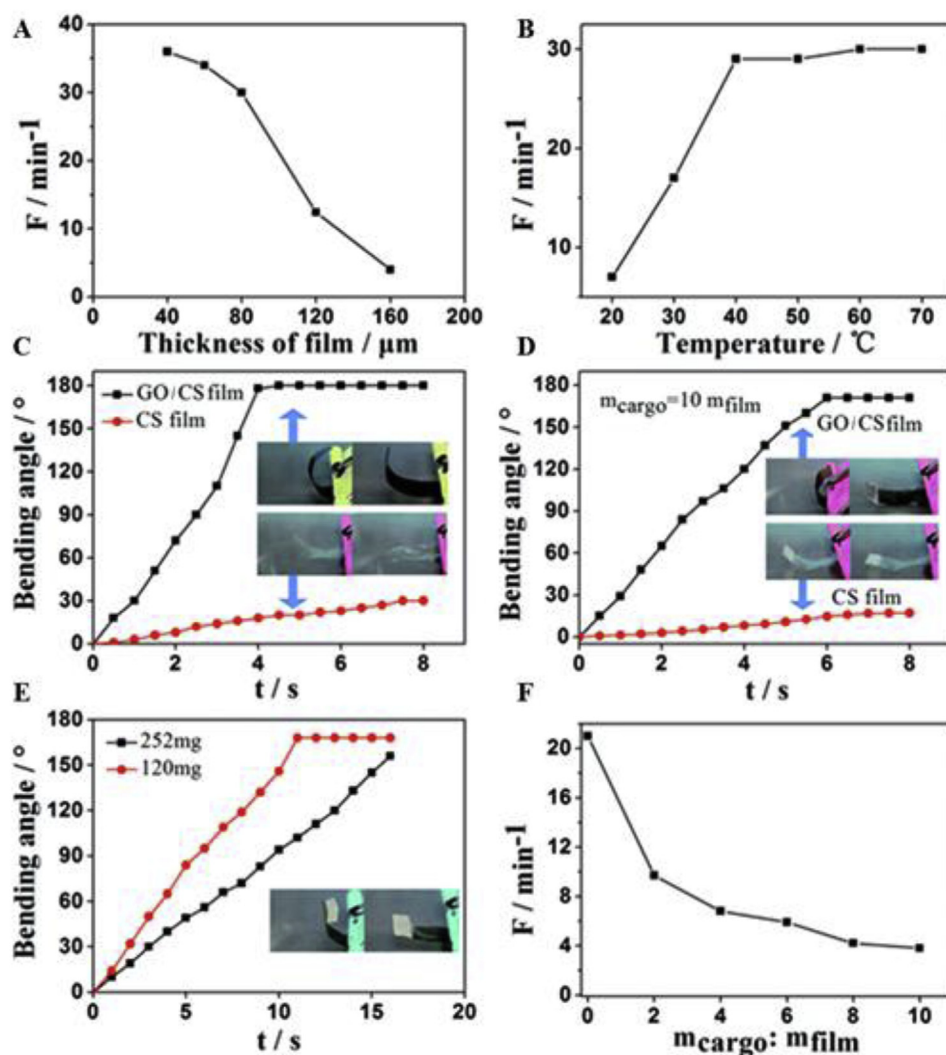 A
F / min-1
40
30
20
10
0
0 40 80 120 160 200
Thickness of film / μm
B
F / min-1
30
20
10
0
20 30 40 50 60 70
Temperature / ℃
C
Bending angle / °
180
150
120
90
60
30
0
GO/CS film
CS film
0 2 4 6 8
t / s
D
Bending angle / °
180
150
120
90
60
30
0
mcargo=10 mfilm
GO/CS film
CS film
0 2 4 6 8
t / s
E
Bending angle / °
180
150
120
90
60
30
0
252mg
120mg
0 5 10 15 20
t / s
F
F / min-1
20
16
12
8
4
0
0 2 4 6 8 10
mcargo: mfilm